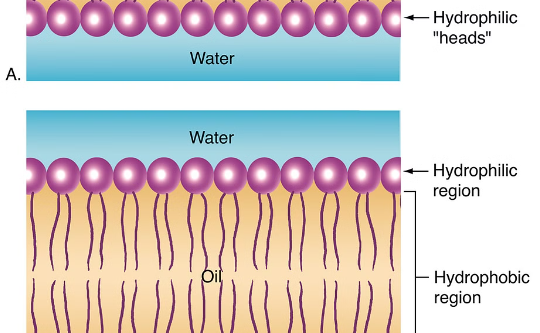 Hydrophilic
"heads"
Water
A.
Water
Hydrophilic
region
Oil
Hydrophobic
region